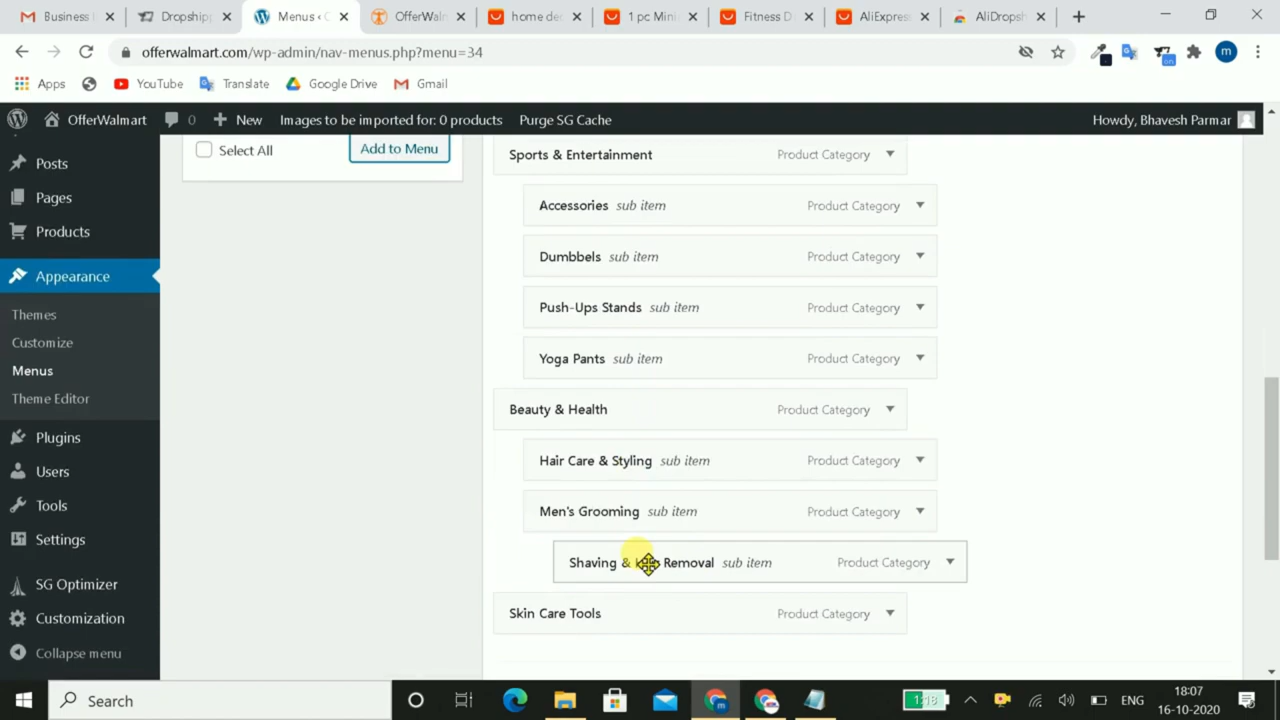 Business
Dropshipp
Menus ‹ O
OfferWaln
home dec
1 pc Mini
Fitness D
AliExpres
AliDropsh
offerwalmart.com/wp-admin/nav-menus.php?menu=34
m
on
Apps
YouTube
Translate
Google Drive
Gmail
OfferWalmart
0
New
Images to be imported for: 0 products
Purge SG Cache
Howdy, Bhavesh Parmar
Posts
Pages
Products
Appearance
Themes
Customize
Menus
Theme Editor
Plugins
Users
Tools
Settings
SG Optimizer
Customization
Collapse menu
Select All
Add to Menu
Sports & Entertainment Product Category
Accessories sub item Product Category
Dumbbels sub item Product Category
Push-Ups Stands sub item Product Category
Yoga Pants sub item Product Category
Beauty & Health Product Category
Hair Care & Styling sub item Product Category
Men's Grooming sub item Product Category
Shaving & Removal sub item Product Category
Skin Care Tools Product Category
Search
m
1:18
ENG
18:07
16-10-2020